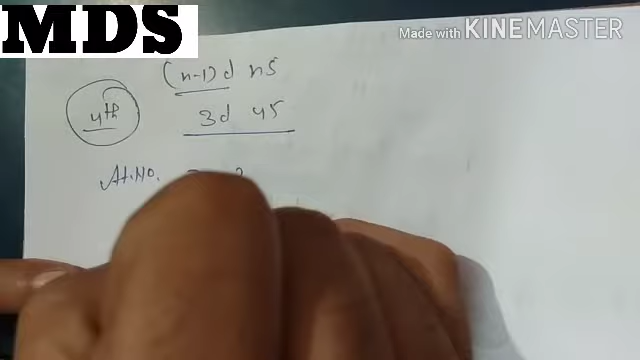 MDS
Made with KINEMASTER
(n-1)d ns
4th
3d 4s
At.No.